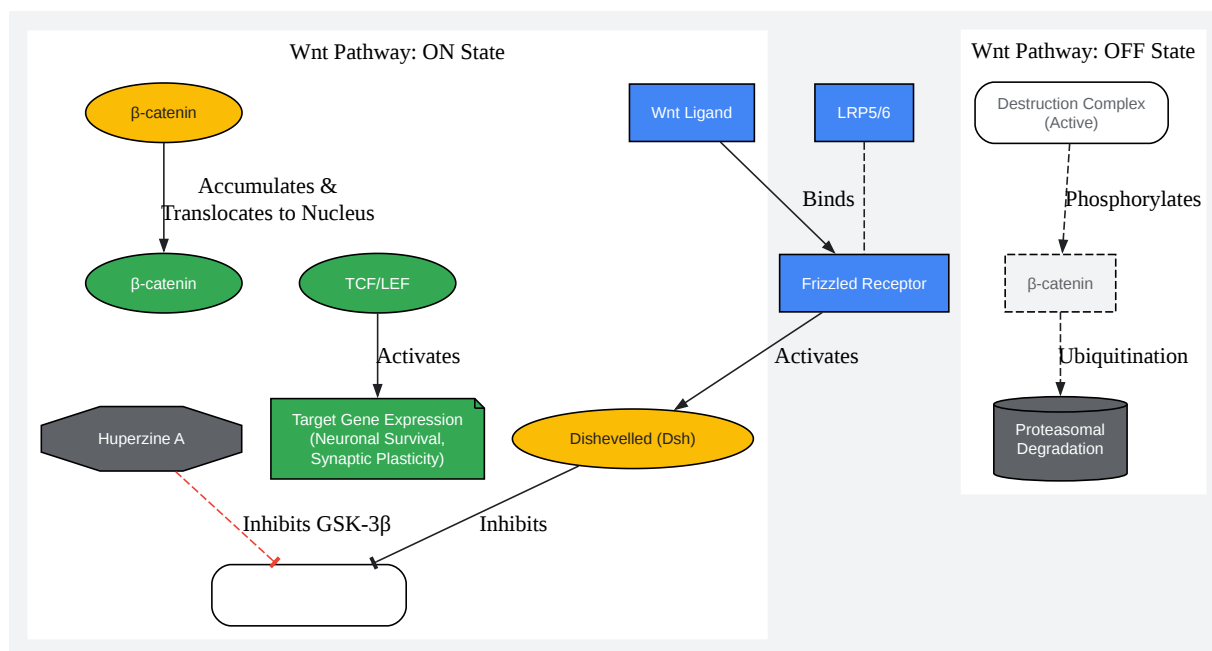 Wnt Pathway: ON State
Wnt Pathway: OFF State
β-catenin
Wnt Ligand
LRP5/6
Destruction Complex
(Active)
Accumulates &
Translocates to Nucleus
Binds
Phosphorylates
β-catenin
TCF/LEF
Frizzled Receptor
β-catenin
Activates
Activates
Ubiquitination
Huperzine A
Target Gene Expression
(Neuronal Survival,
Synaptic Plasticity)
Dishevelled (Dsh)
Proteasomal
Degradation
Inhibits GSK-3β
Inhibits